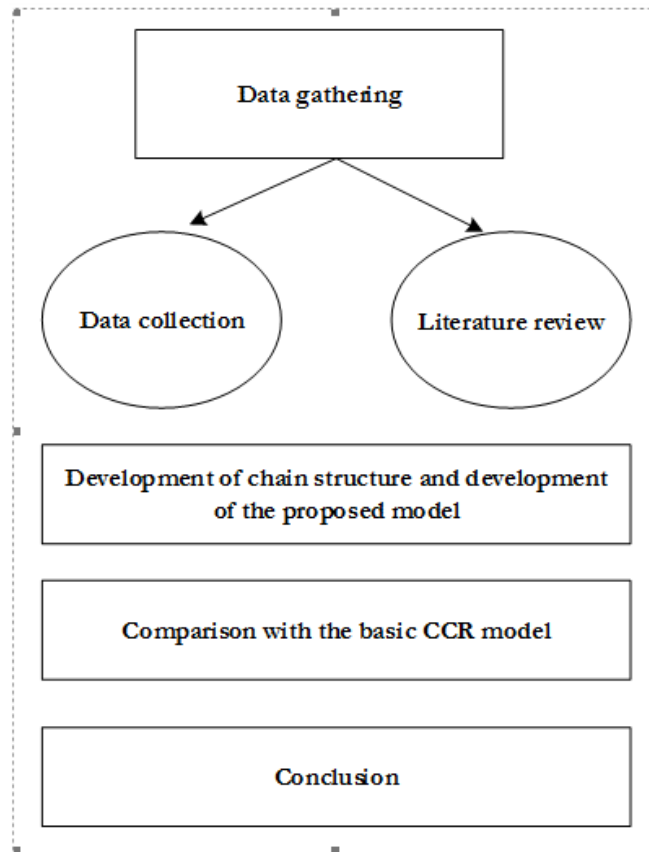 Data gathering
Data collection
Literature review
Development of chain structure and development
of the proposed model
Comparison with the basic CCR model
Conclusion